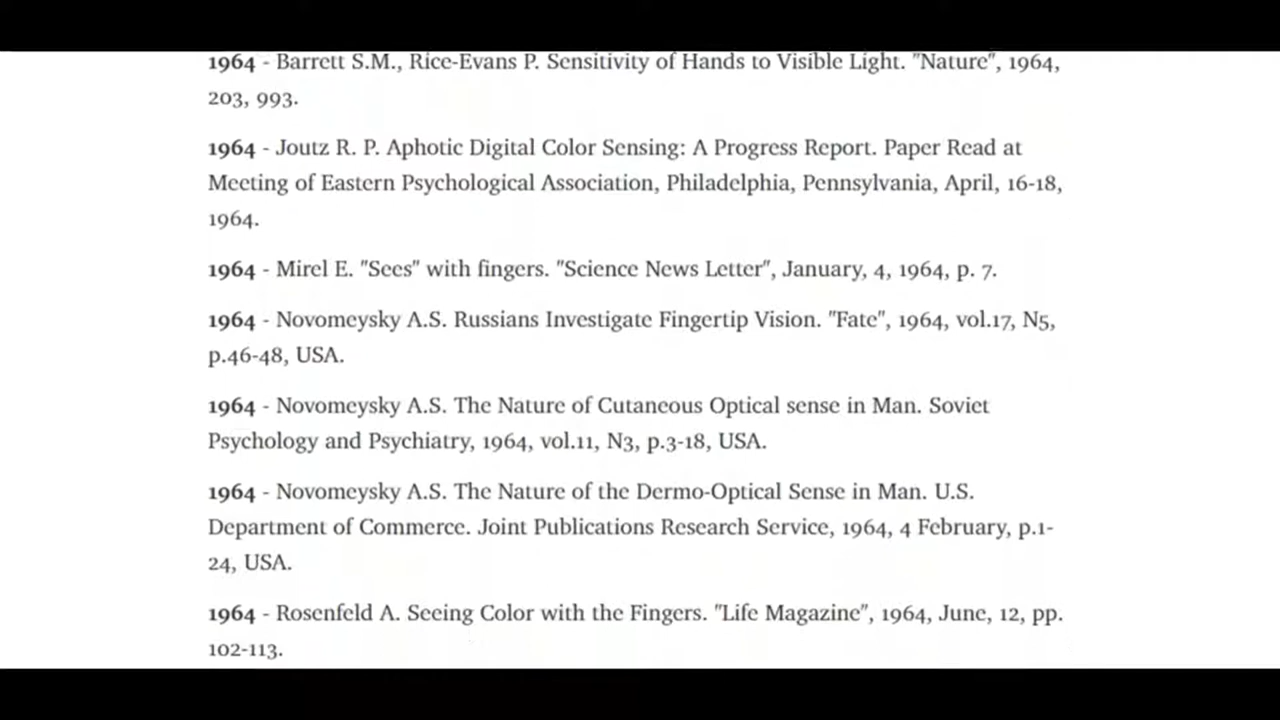 1964 - Barrett S.M., Rice-Evans P. Sensitivity of Hands to Visible Light. "Nature", 1964,
203, 993.
1964 - Joutz R. P. Aphotic Digital Color Sensing: A Progress Report. Paper Read at
Meeting of Eastern Psychological Association, Philadelphia, Pennsylvania, April, 16-18,
1964.
1964 - Mirel E. "Sees" with fingers. "Science News Letter", January, 4, 1964, p. 7.
1964 - Novomeysky A.S. Russians Investigate Fingertip Vision. "Fate", 1964, vol.17, N5,
p.46-48, USA.
1964 - Novomeysky A.S. The Nature of Cutaneous Optical sense in Man. Soviet
Psychology and Psychiatry, 1964, vol.11, N3, p.3-18, USA.
1964 - Novomeysky A.S. The Nature of the Dermo-Optical Sense in Man. U.S.
Department of Commerce. Joint Publications Research Service, 1964, 4 February, p.1-
24, USA.
1964 - Rosenfeld A. Seeing Color with the Fingers. "Life Magazine", 1964, June, 12, pp.
102-113.